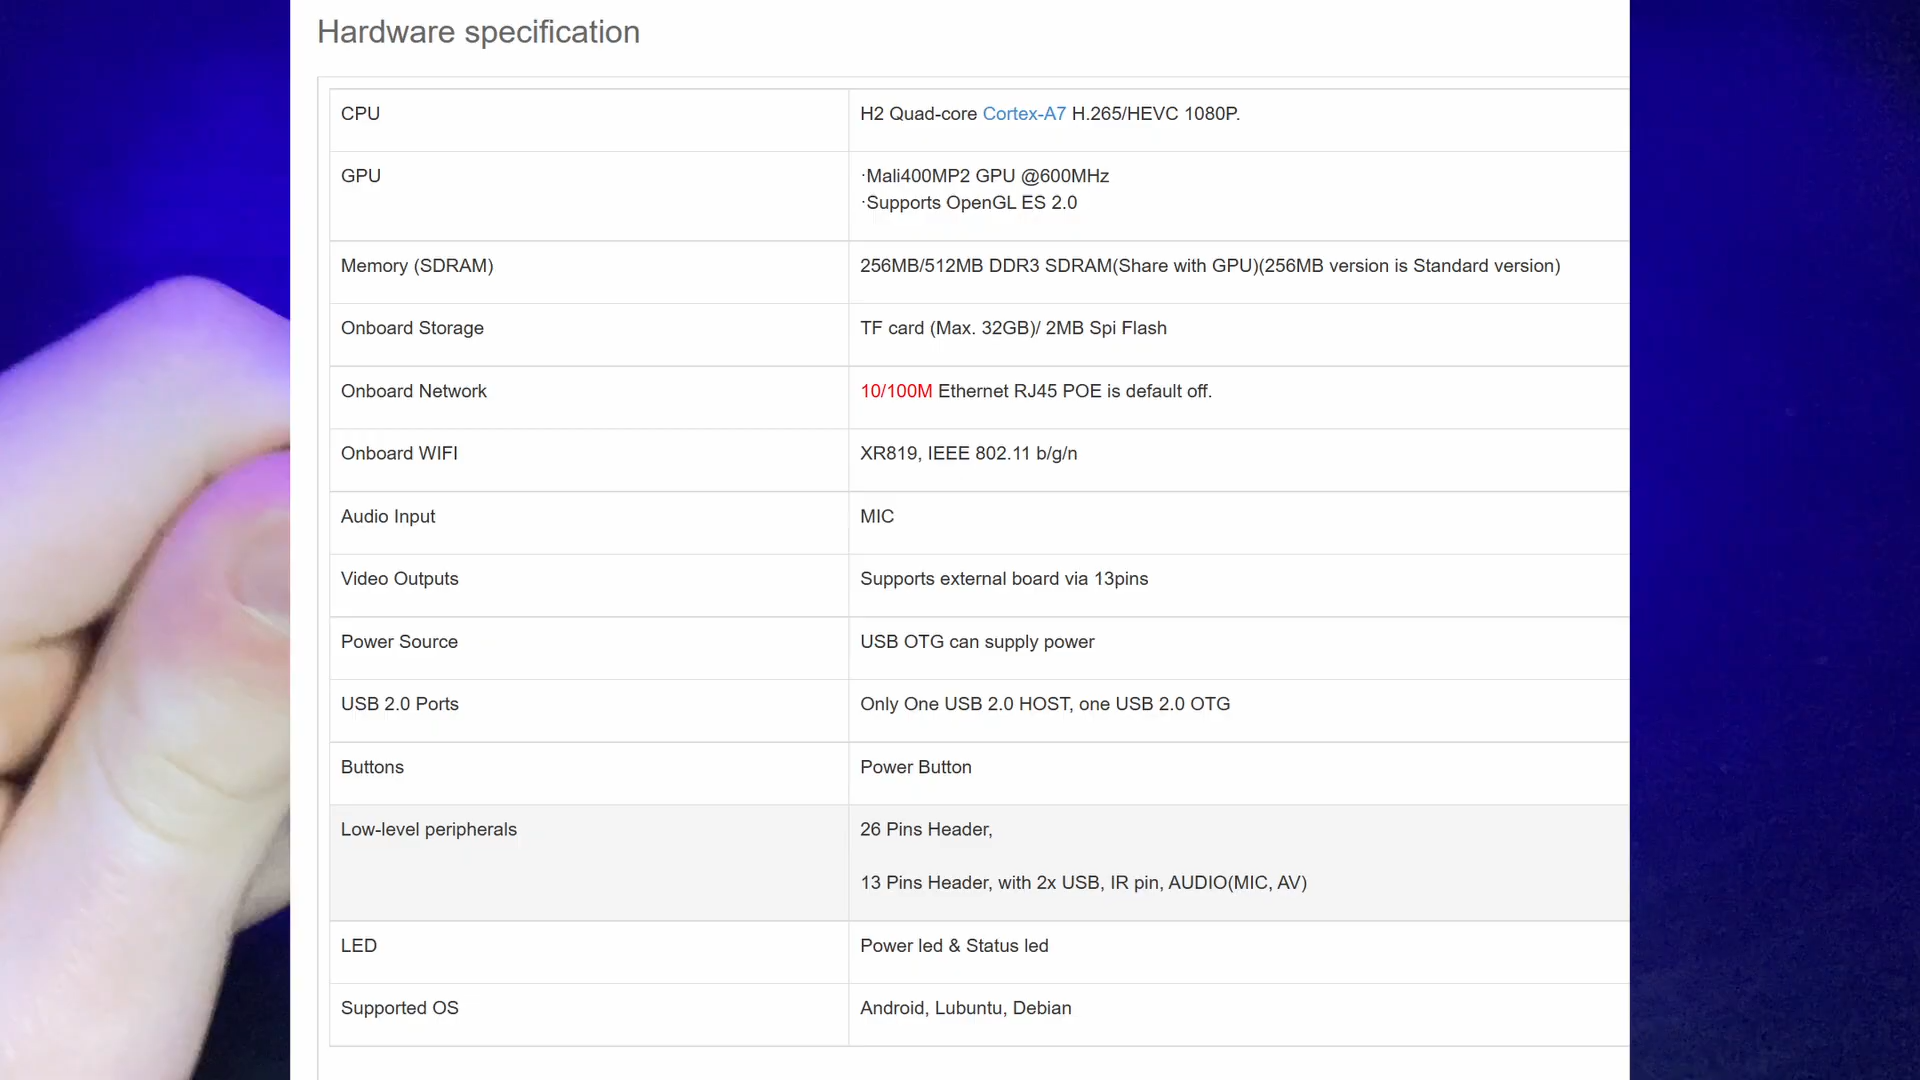 Hardware specification
CPU
H2 Quad-core Cortex-A7 H.265/HEVC 1080P.
GPU
·Mali400MP2 GPU @600MHz
·Supports OpenGL ES 2.0
Memory (SDRAM)
256MB/512MB DDR3 SDRAM(Share with GPU)(256MB version is Standard version)
Onboard Storage
TF card (Max. 32GB)/ 2MB Spi Flash
Onboard Network
10/100M Ethernet RJ45 POE is default off.
Onboard WIFI
XR819, IEEE 802.11 b/g/n
Audio Input
MIC
Video Outputs
Supports external board via 13pins
Power Source
USB OTG can supply power
USB 2.0 Ports
Only One USB 2.0 HOST, one USB 2.0 OTG
Buttons
Power Button
Low-level peripherals
26 Pins Header,
13 Pins Header, with 2x USB, IR pin, AUDIO(MIC, AV)
LED
Power led & Status led
Supported OS
Android, Lubuntu, Debian